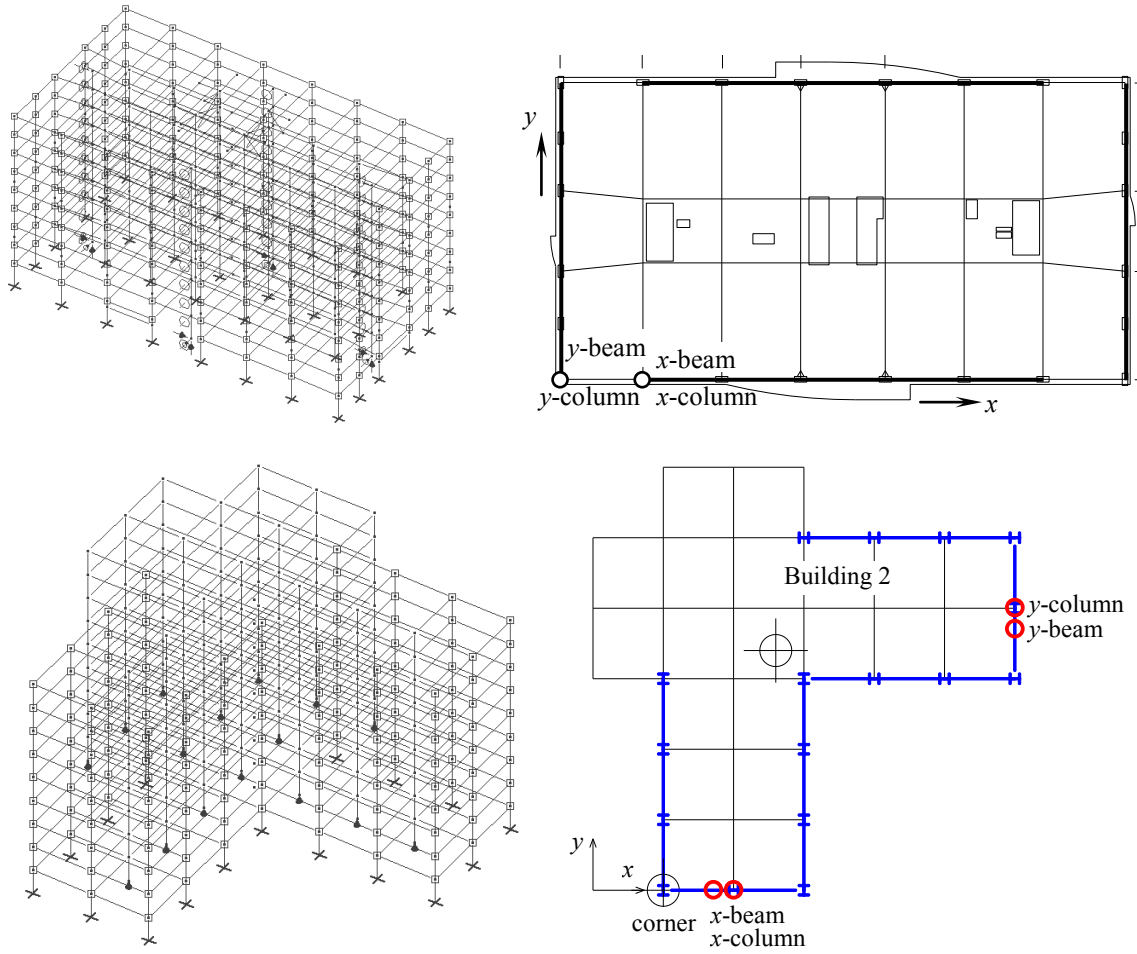 y
y-beam
x-beam
y-column
x-column
x
Building 2
y-column
y-beam
y
x
corner
x-beam
x-column